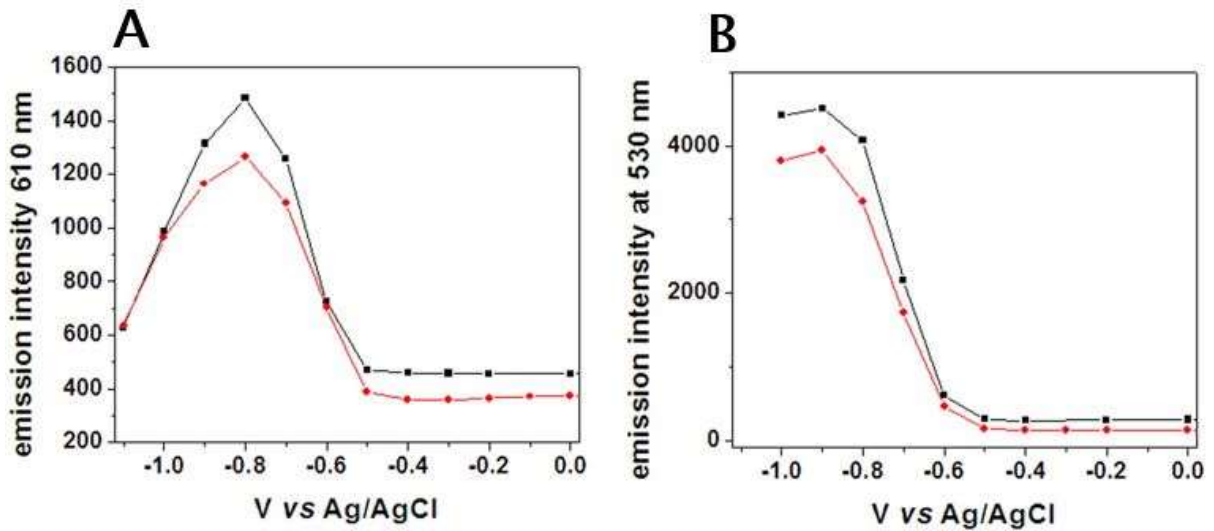 A
emission intensity 610 nm
1600
1400
1200
1000
800
600
400
200
-1.0 -0.8 -0.6 -0.4 -0.2 0.0
V vs Ag/AgCl
B
emission intensity at 530 nm
4000
2000
0
-1.0 -0.8 -0.6 -0.4 -0.2 0.0
V vs Ag/AgCl